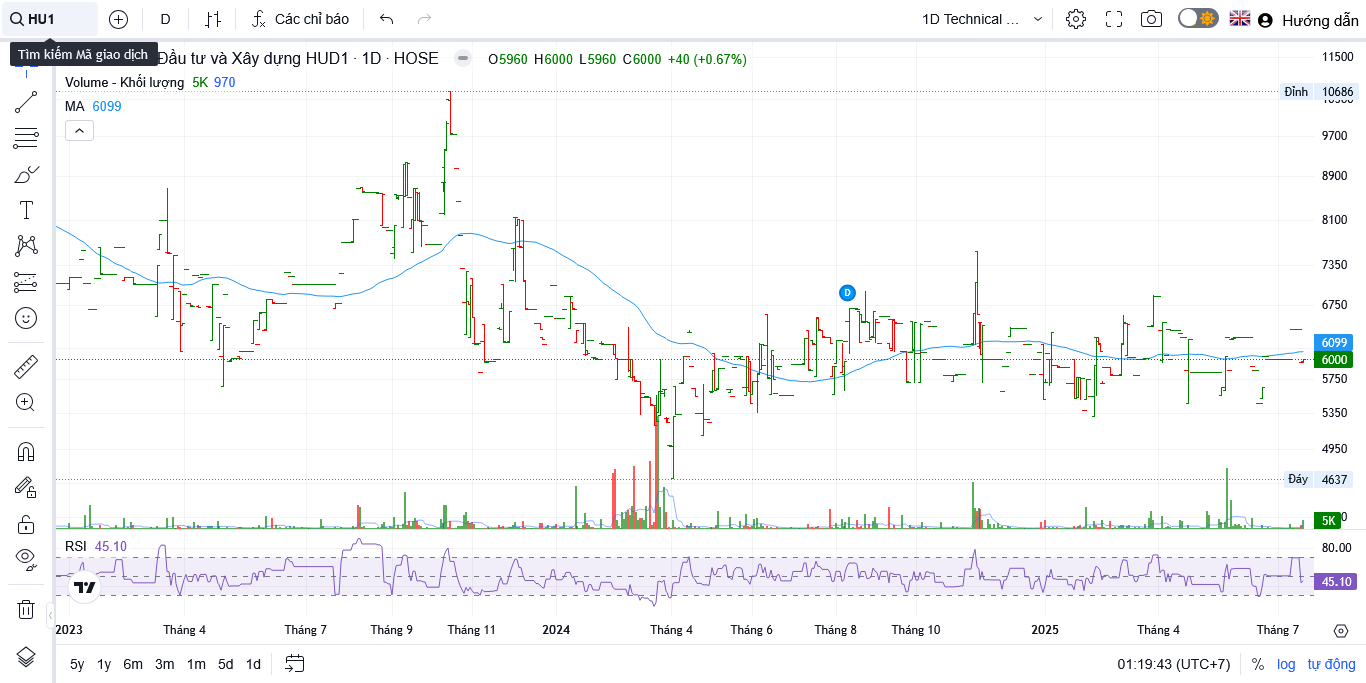 HU1
D
Các chỉ báo
1D Technical ...
Hướng dẫn
Tìm kiếm Mã giao dịch
Đầu tư và Xây dựng HUD1 · 1D · HOSE
O5960 H6000 L5960 C6000 +40 (+0.67%)
Volume - Khối lượng 5K 970
MA 6099
11500
Đỉnh 10686
9700
8900
8100
7350
6750
D
6099
6000
5750
5350
4950
Đáy 4637
5K
RSI 45.10
80.00
45.10
2023 Tháng 4 Tháng 7 Tháng 9 Tháng 11 2024 Tháng 4 Tháng 6 Tháng 8 Tháng 10 2025 Tháng 4 Tháng 7
5y 1y 6m 3m 1m 5d 1d
01:19:43 (UTC+7) % log tự động